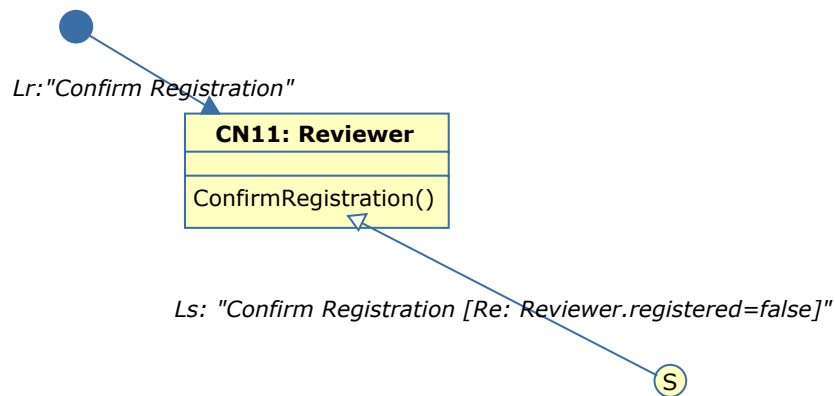 Lr:"Confirm Registration"
CN11: Reviewer
ConfirmRegistration()
Ls: "Confirm Registration [Re: Reviewer.registered=false]"
S